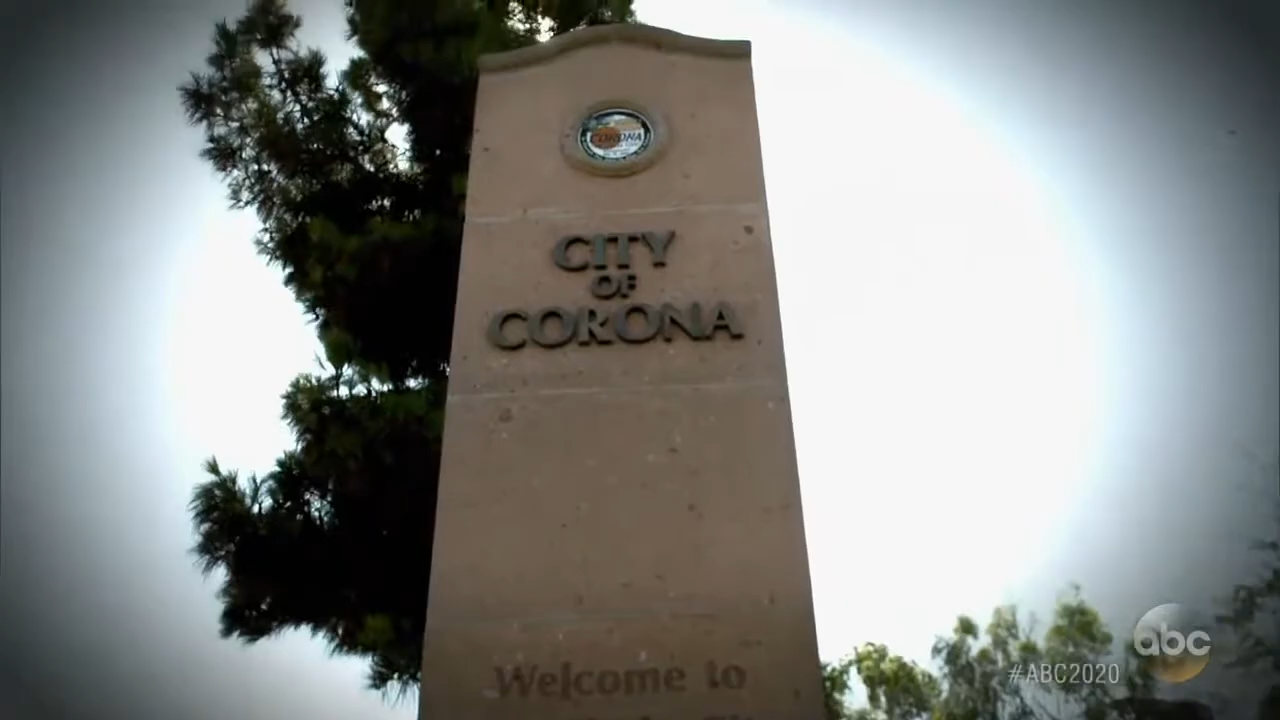 CORONA
CITY
OF
CORONA
Welcome to
abc
#ABC2020